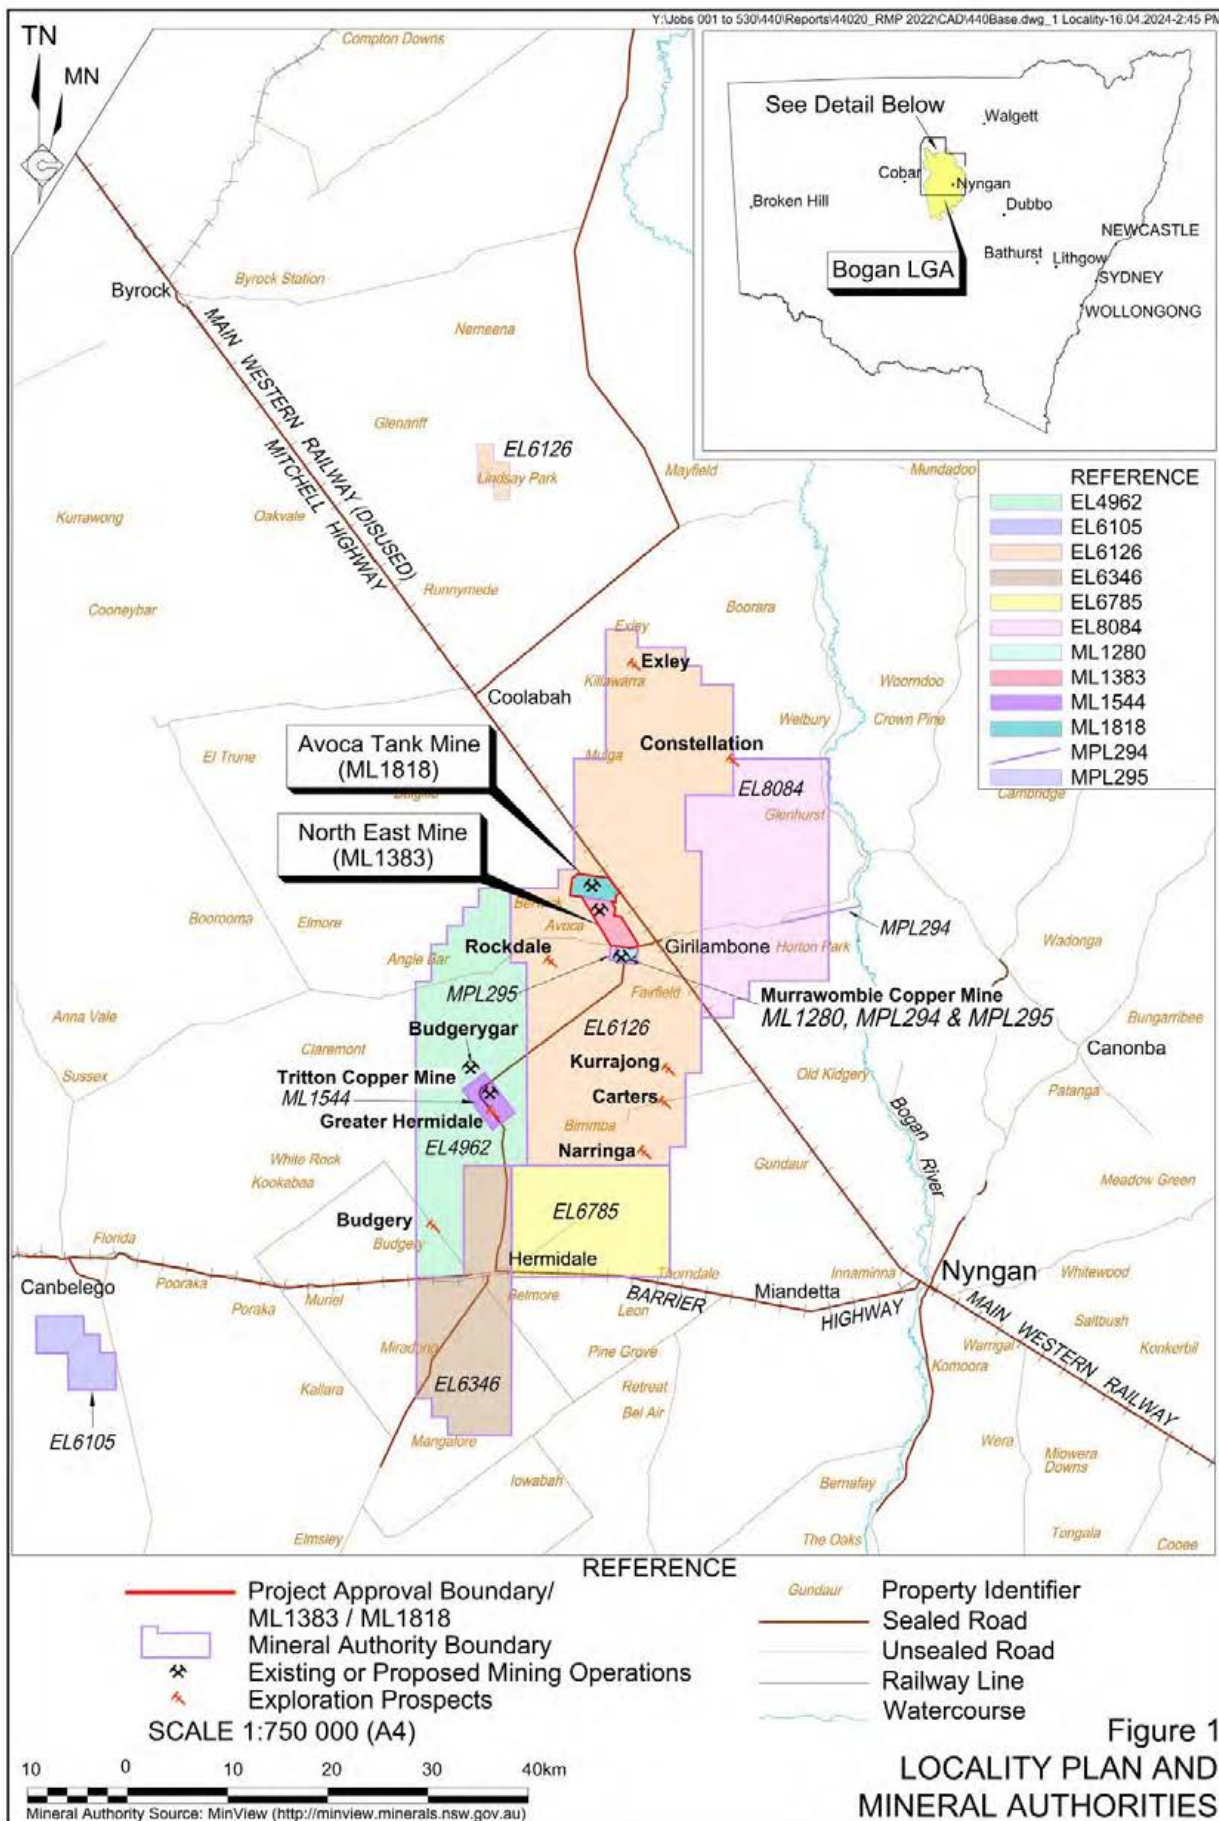 Y:\Jobs 001 to 530\440\Reports\44020_RMP 2022\CAD\440Base.dwg_1 Locality-16.04.2024-2:45 PM
TN
MN
Compton Downs
See Detail Below
Walgett
Cobar
Nyngan
Broken Hill
Dubbo
NEWCASTLE
Bathurst
Lithgow
Bogan LGA
SYDNEY
WOLLONGONG
Byrock
Byrock Station
Nemeena
MAIN WESTERN RAILWAY (DISUSED)
MITCHELL HIGHWAY
Glenariff
EL6126
Lindsay Park
Mayfield
Mundadoo
Kurrawong
Oakvale
Runnymede
Cooneybar
Boorara
REFERENCE
EL4962
EL6105
EL6126
EL6346
EL6785
EL8084
ML1280
ML1383
ML1544
ML1818
MPL294
MPL295
Exley
Exley
Killawarra
Woorndoo
Coolabah
Welbury
Crown Pine
Avoca Tank Mine
(ML1818)
El Trune
Mulga
Constellation
EL8084
Cambridge
Glenhurst
North East Mine
(ML1383)
Boorooma
Elmore
Avoca
MPL294
Rockdale
Girilambone
Horton Park
Wadonga
Angle Bar
MPL295
Fairfield
Murrawombie Copper Mine
ML1280, MPL294 & MPL295
Anna Vale
Bungarribee
Budgerygar
EL6126
Claremont
Canonba
Sussex
Kurrajong
Old Kidgery
Tritton Copper Mine
ML1544
Carters
Patanga
Greater Hermidale
Birrimba
Bogan River
EL4962
Narringa
White Rock
Gundaur
Kookabaa
Meadow Green
Budgery
EL6785
Florida
Budgery
Hermidale
Canbelego
Pooraka
Thorndale
Innaminna
Nyngan
Whitewood
Poraka
Muriel
Belmore
BARRIER HIGHWAY
Miandetta
Leon
MAIN WESTERN RAILWAY
Saltbush
Miradong
Pine Grove
Warrigal
Konkerbil
Komoora
Kallara
EL6346
Retreat
Bel Air
EL6105
Mangalore
Wera
Miowera
Downs
Iowabah
Bernafay
Elmsley
The Oaks
Tongala
Cooee
REFERENCE
Project Approval Boundary/
ML1383 / ML1818
Mineral Authority Boundary
Existing or Proposed Mining Operations
Exploration Prospects
Gundaur
Property Identifier
Sealed Road
Unsealed Road
Railway Line
Watercourse
SCALE 1:750 000 (A4)
10 0 10 20 30 40km
Mineral Authority Source: MinView (http://minview.minerals.nsw.gov.au)
Figure 1
LOCALITY PLAN AND
MINERAL AUTHORITIES